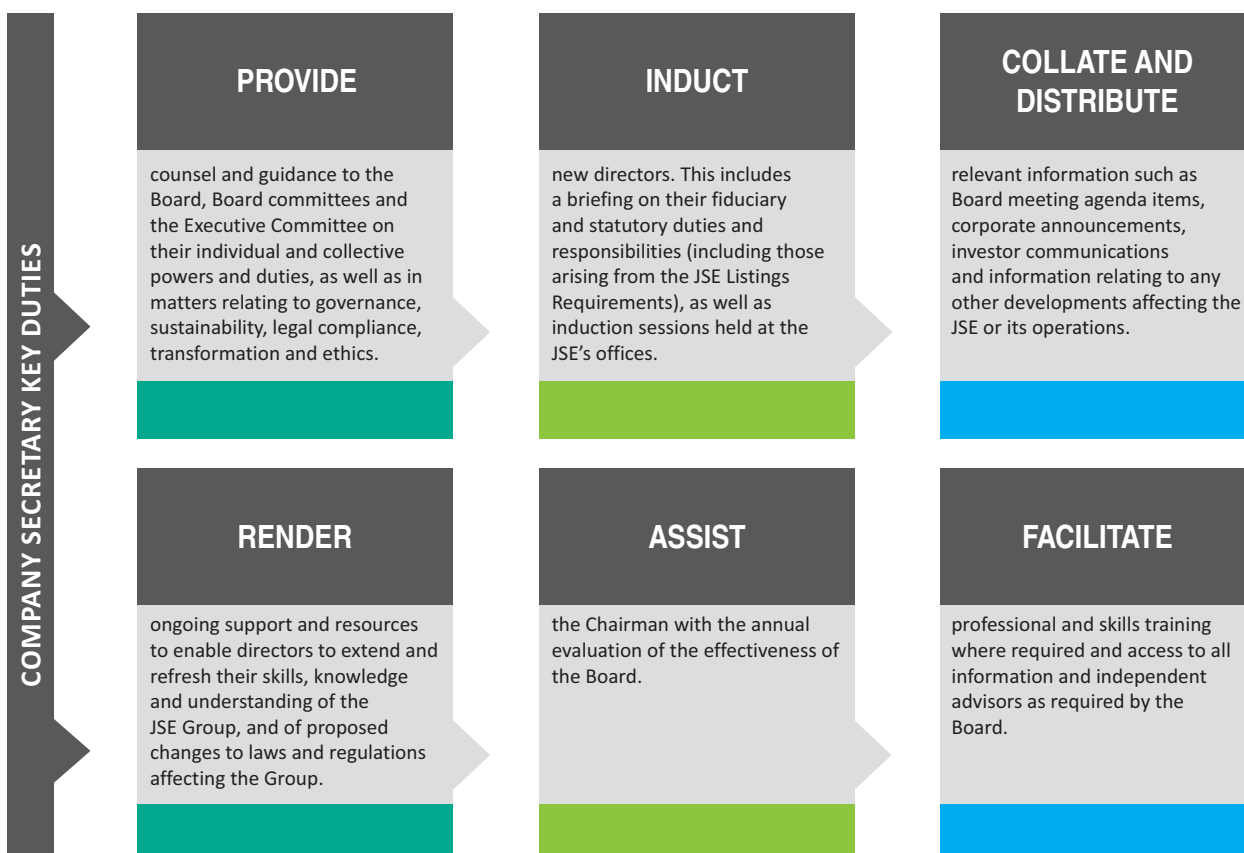 COMPANY SECRETARY KEY DUTIES
PROVIDE
counsel and guidance to the
Board, Board committees and
the Executive Committee on
their individual and collective
powers and duties, as well as in
matters relating to governance,
sustainability, legal compliance,
transformation and ethics.
INDUCT
new directors. This includes
a briefing on their fiduciary
and statutory duties and
responsibilities (including those
arising from the JSE Listings
Requirements), as well as
induction sessions held at the
JSE’s offices.
COLLATE AND
DISTRIBUTE
relevant information such as
Board meeting agenda items,
corporate announcements,
investor communications
and information relating to any
other developments affecting the
JSE or its operations.
RENDER
ongoing support and resources
to enable directors to extend and
refresh their skills, knowledge
and understanding of the
JSE Group, and of proposed
changes to laws and regulations
affecting the Group.
ASSIST
the Chairman with the annual
evaluation of the effectiveness of
the Board.
FACILITATE
professional and skills training
where required and access to all
information and independent
advisors as required by the
Board.